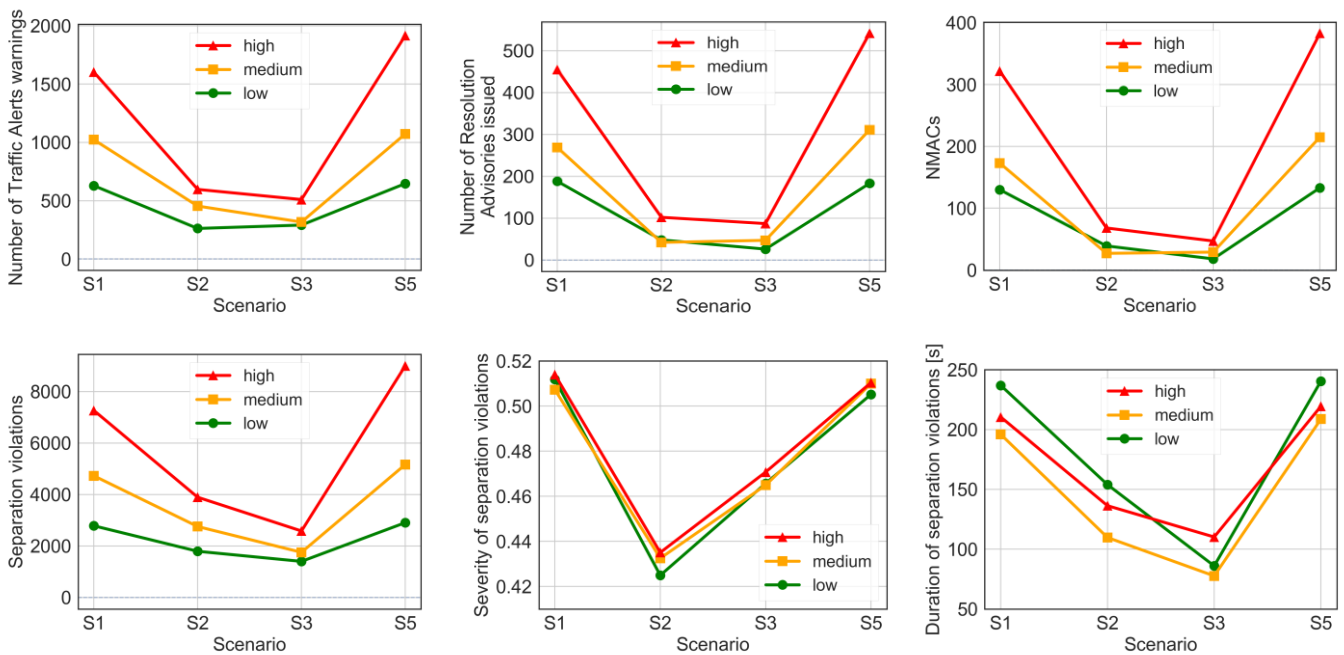 Number of Traffic Alerts warnings
2000
1500
1000
500
0
high
medium
low
S1 S2 S3 S5
Scenario
Number of Resolution
Advisories issued
500
400
300
200
100
0
high
medium
low
S1 S2 S3 S5
Scenario
NMACs
400
300
200
100
0
high
medium
low
S1 S2 S3 S5
Scenario
Separation violations
8000
6000
4000
2000
0
high
medium
low
S1 S2 S3 S5
Scenario
Severity of separation violations
0.52
0.50
0.48
0.46
0.44
0.42
high
medium
low
S1 S2 S3 S5
Scenario
Duration of separation violations [s]
250
200
150
100
50
high
medium
low
S1 S2 S3 S5
Scenario